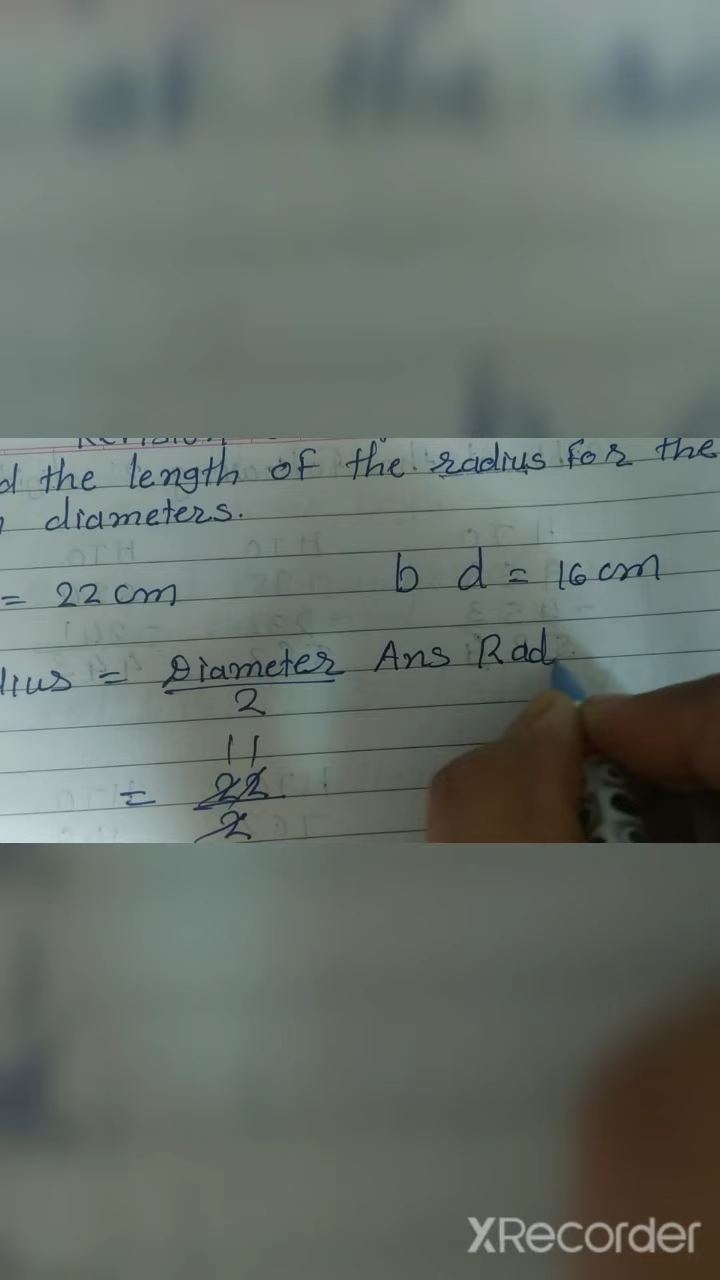 d the length of the radius for the
diameters.
= 22 cm b d = 16 cm
dius = Diameter Ans Rad
2
11
= 22
2
XRecorder